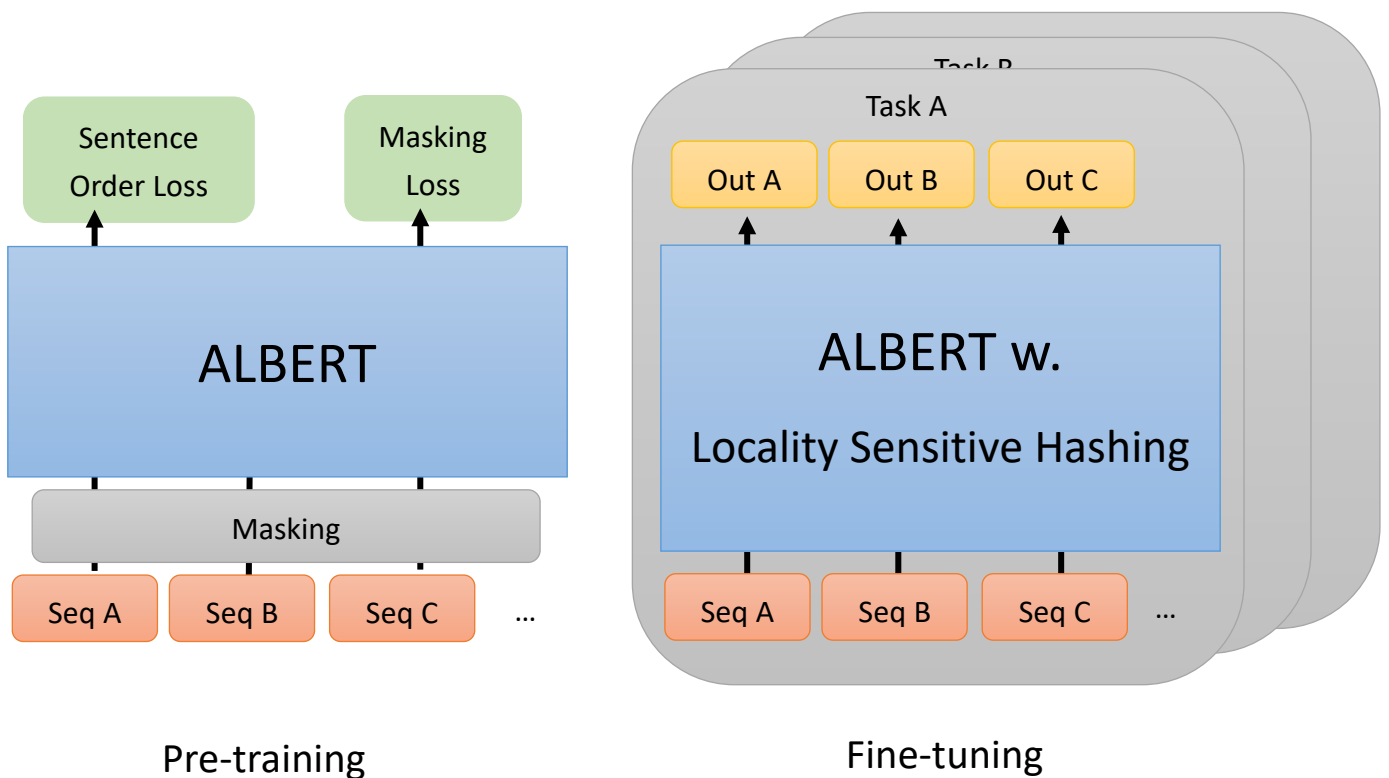 Sentence
Order Loss
Masking
Loss
ALBERT
Masking
Seq A
Seq B
Seq C
...
Pre-training
Task A
Out A
Out B
Out C
ALBERT w.
Locality Sensitive Hashing
Seq A
Seq B
Seq C
...
Fine-tuning